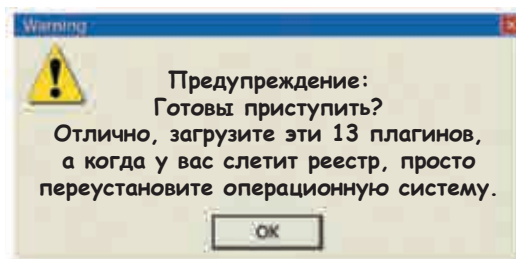 Warning
Предупреждение:
Готовы приступить?
Отлично, загрузите эти 13 плагинов,
а когда у вас слетит реестр, просто
переустановите операционную систему.
OK